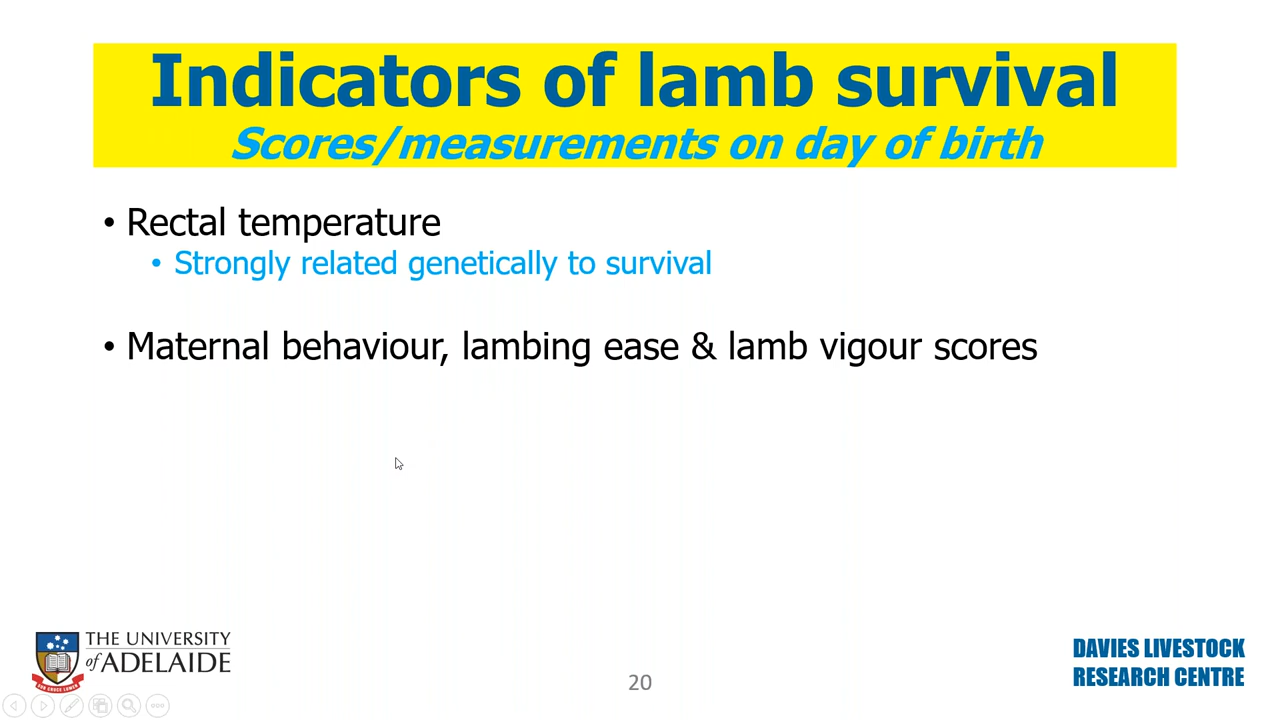 Indicators of lamb survival
Scores/measurements on day of birth
• Rectal temperature
• Strongly related genetically to survival
• Maternal behaviour, lambing ease & lamb vigour scores
THE UNIVERSITY
of ADELAIDE
20
DAVIES LIVESTOCK
RESEARCH CENTRE